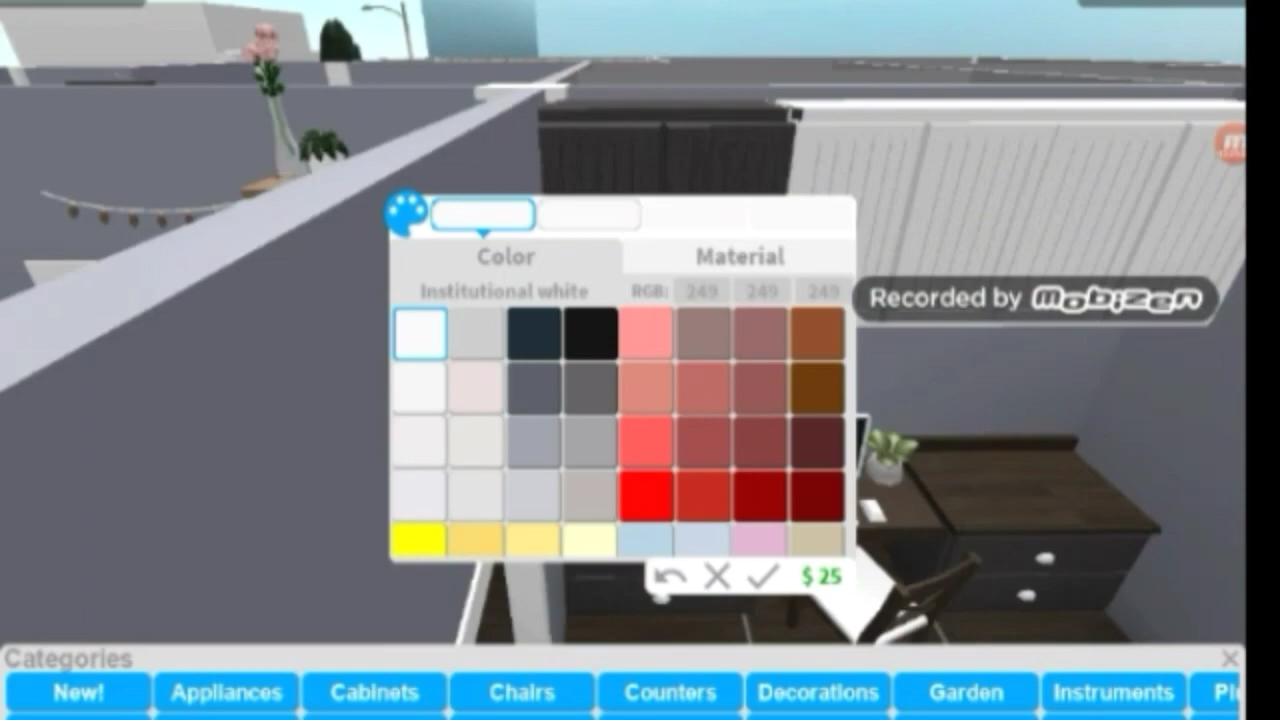 Color
Material
Institutional white
RGB: 249 249 249
Recorded by mobizen
$ 25
Categories
New!
Appliances
Cabinets
Chairs
Counters
Decorations
Garden
Instruments